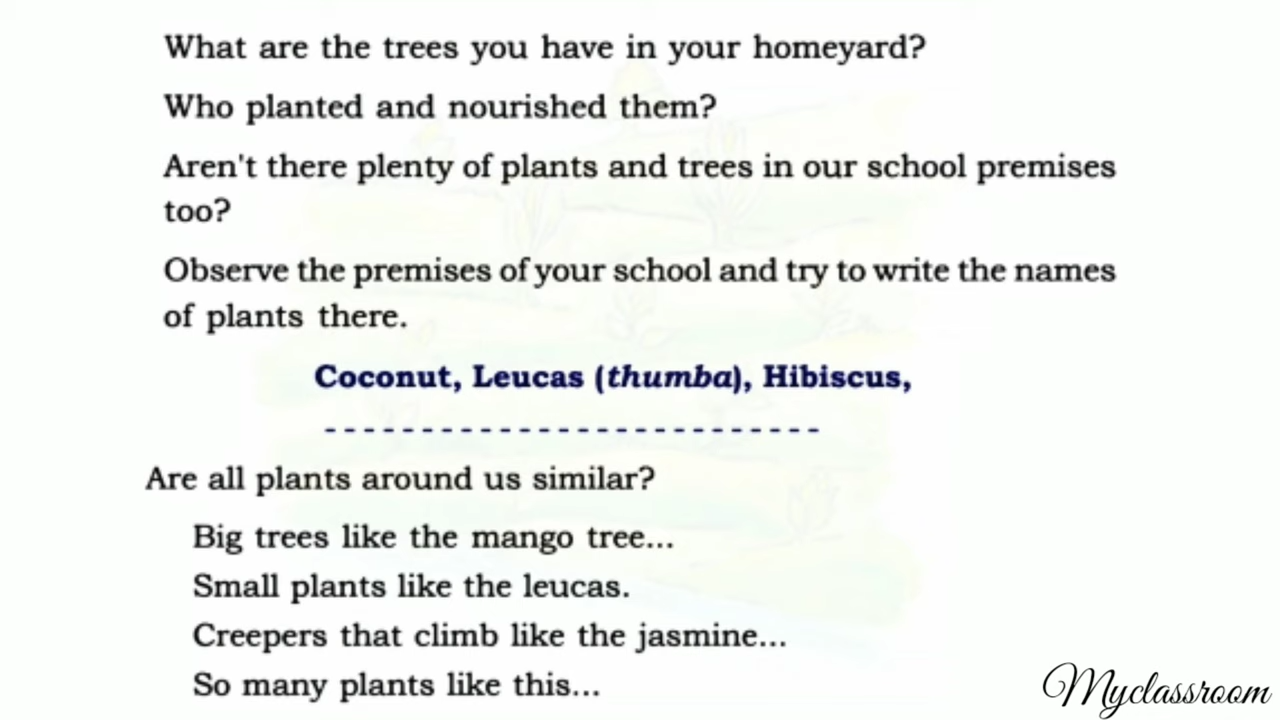 What are the trees you have in your homeyard?
Who planted and nourished them?
Aren't there plenty of plants and trees in our school premises
too?
Observe the premises of your school and try to write the names
of plants there.
Coconut, Leucas (thumba), Hibiscus,
- - - - - - - - - - - - - - - - - - - - - - - - - -
Are all plants around us similar?
Big trees like the mango tree...
Small plants like the leucas.
Creepers that climb like the jasmine...
So many plants like this...
Myclassroom